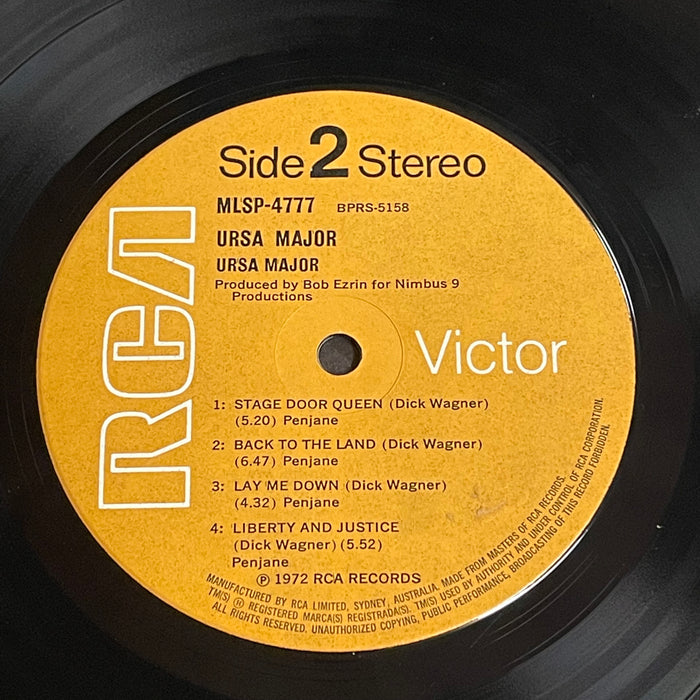 Side 2 Stereo
MLSP-4777 BPRS-5158
URSA MAJOR
URSA MAJOR
Produced by Bob Ezrin for Nimbus 9
Productions
RCA
Victor
1: STAGE DOOR QUEEN (Dick Wagner)
(5.20) Penjane
2: BACK TO THE LAND (Dick Wagner)
(6.47) Penjane
3: LAY ME DOWN (Dick Wagner)
(4.32) Penjane
4: LIBERTY AND JUSTICE
(Dick Wagner) (5.52)
Penjane
Ⓟ 1972 RCA RECORDS
MANUFACTURED BY RCA LIMITED, SYDNEY, AUSTRALIA. MADE FROM MASTERS OF RCA RECORDS.
TM(S) ® REGISTERED MARCA(S) REGISTRADA(S). TM(S) USED BY AUTHORITY AND UNDER CONTROL OF RCA CORPORATION.
UNAUTHORIZED COPYING, PUBLIC PERFORMANCE, BROADCASTING OF THIS RECORD FORBIDDEN.